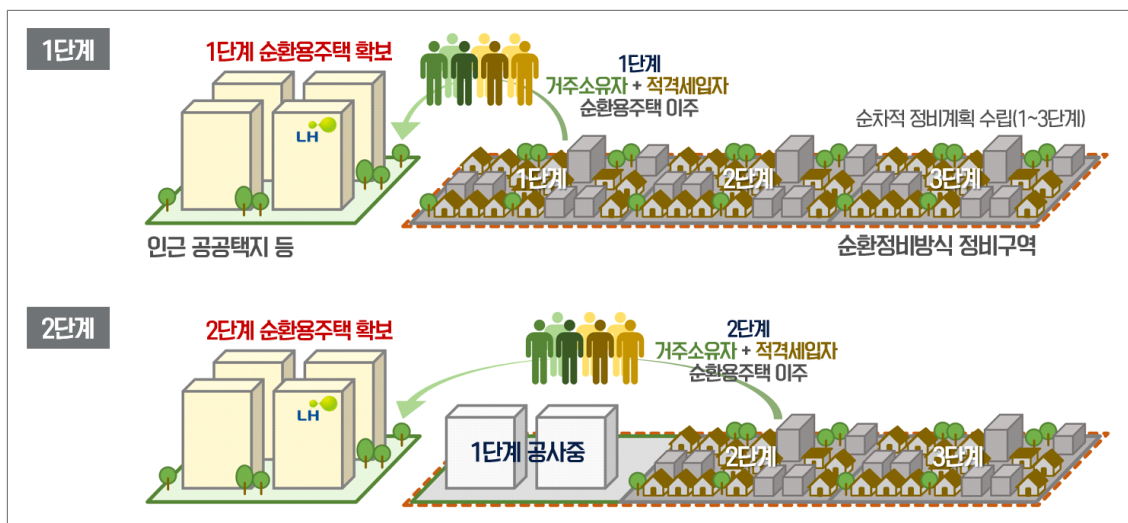 1단계
1단계 순환용주택 확보
1단계
거주소유자 + 적격세입자
순환용주택 이주
순차적 정비계획 수립(1~3단계)
LH
1단계
2단계
3단계
인근 공공택지 등
순환정비방식 정비구역
2단계
2단계 순환용주택 확보
2단계
거주소유자 + 적격세입자
순환용주택 이주
LH
1단계 공사중
2단계
3단계